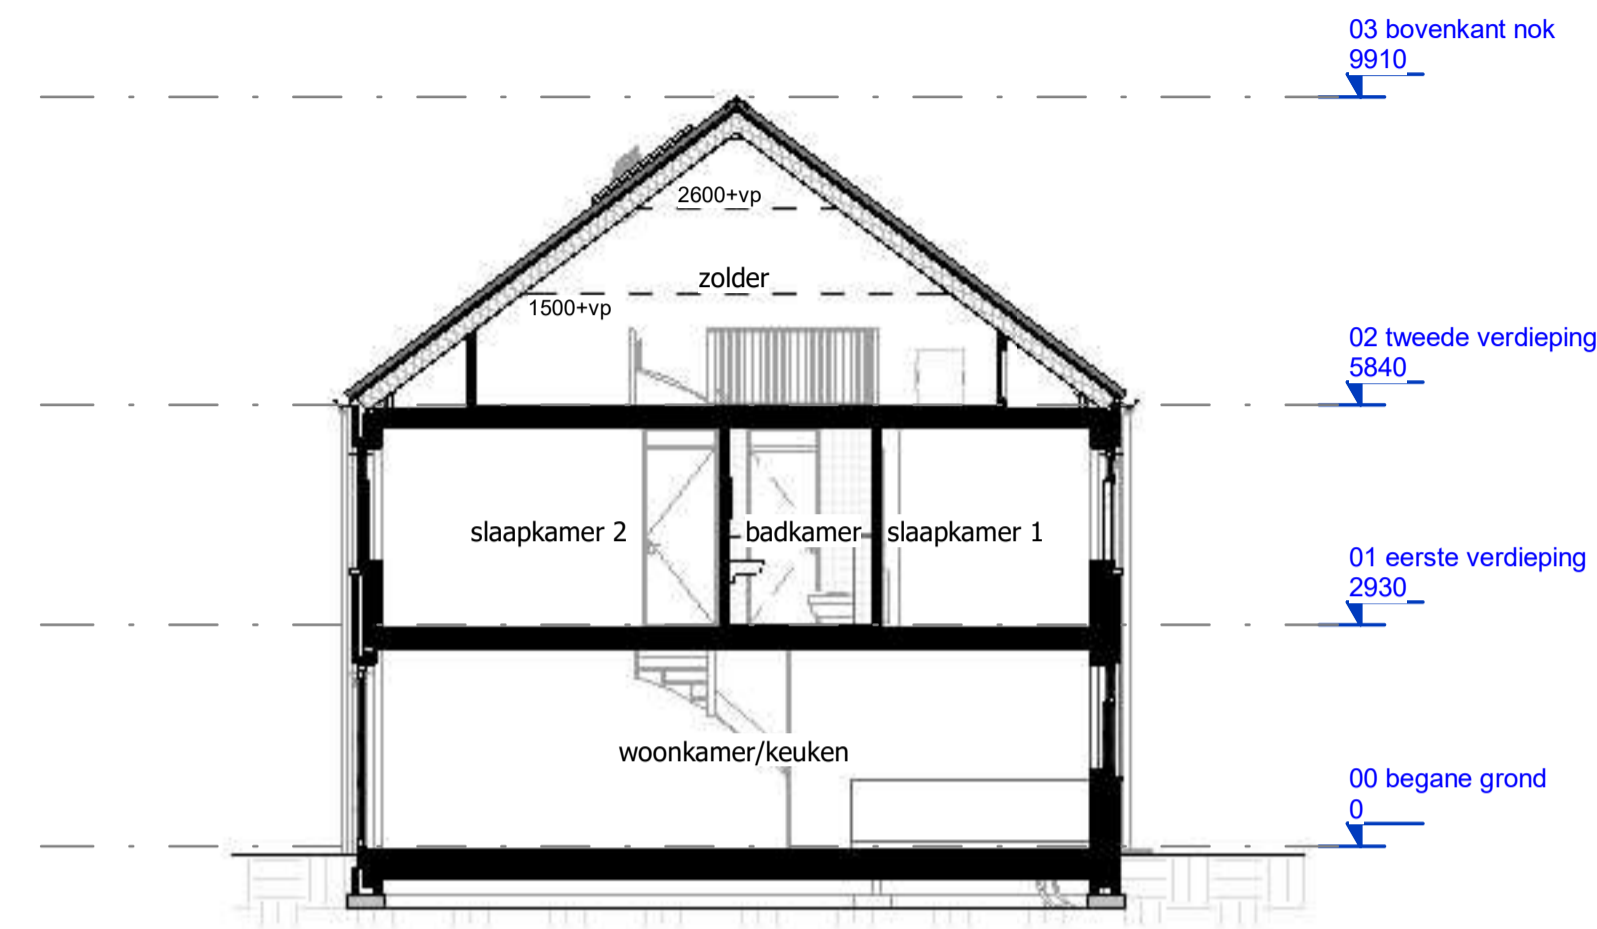 03 bovenkant nok
9910
2600+vp
zolder
1500+vp
02 tweede verdieping
5840
slaapkamer 2
badkamer
slaapkamer 1
01 eerste verdieping
2930
woonkamer/keuken
00 begane grond
0